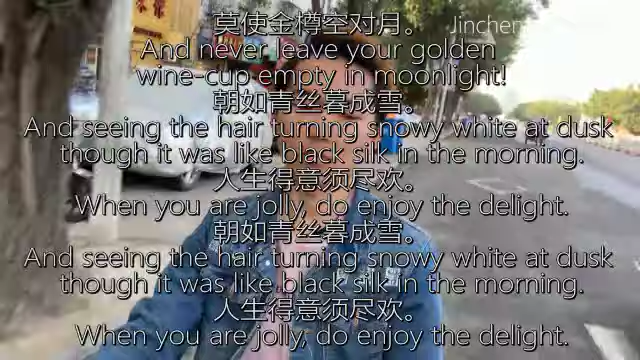 Jinchen
莫使金樽空对月。
And never leave your golden
wine-cup empty in moonlight!
朝如青丝暮成雪。
And seeing the hair turning snowy white at dusk
though it was like black silk in the morning.
人生得意须尽欢。
When you are jolly, do enjoy the delight.
朝如青丝暮成雪。
And seeing the hair turning snowy white at dusk
though it was like black silk in the morning.
人生得意须尽欢。
When you are jolly, do enjoy the delight.